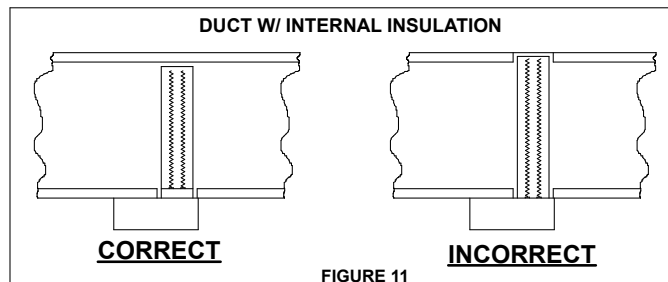 DUCT W/ INTERNAL INSULATION
CORRECT
INCORRECT
FIGURE 11